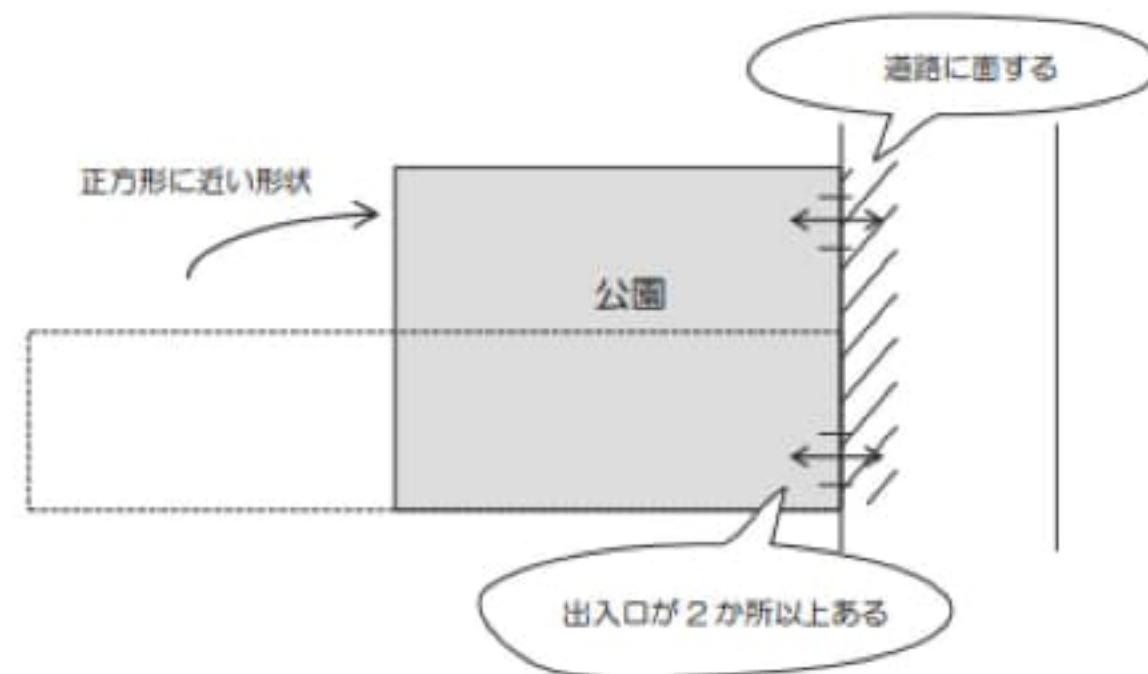 道路に面する
正方形に近い形状
公園
出入口が2か所以上ある